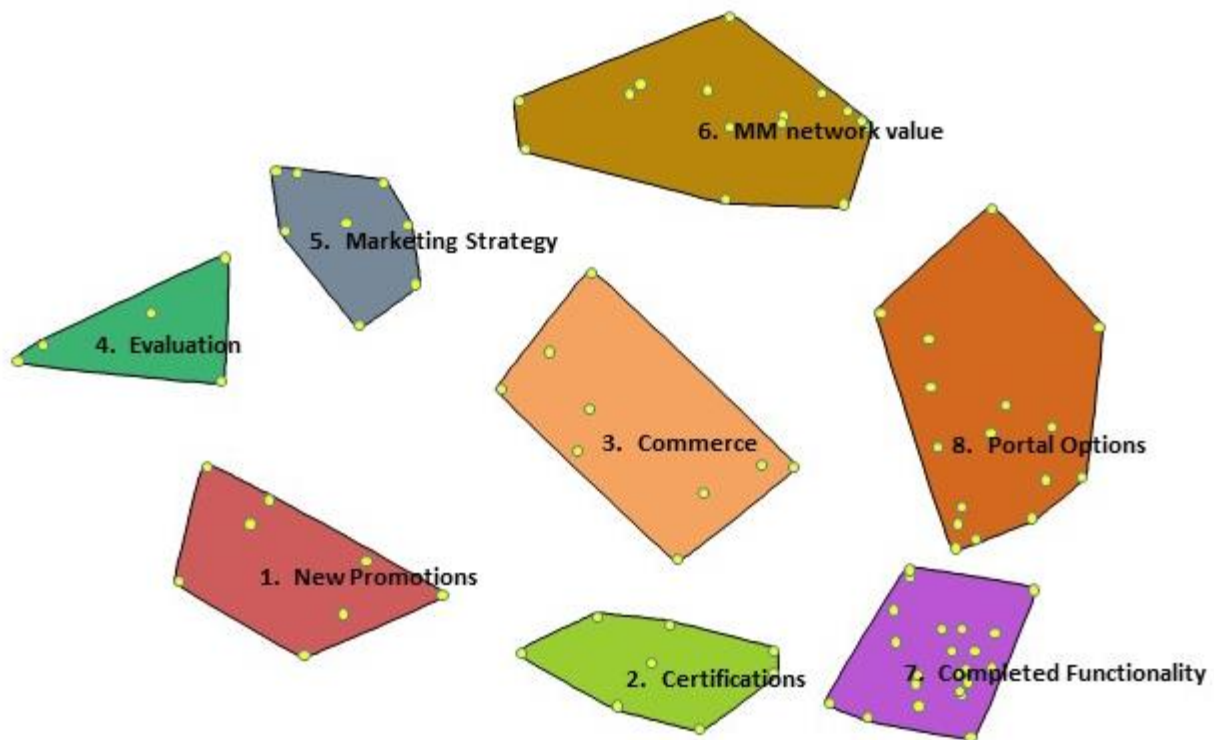 6. MM network value
5. Marketing Strategy
4. Evaluation
3. Commerce
8. Portal Options
1. New Promotions
2. Certifications
7. Completed Functionality